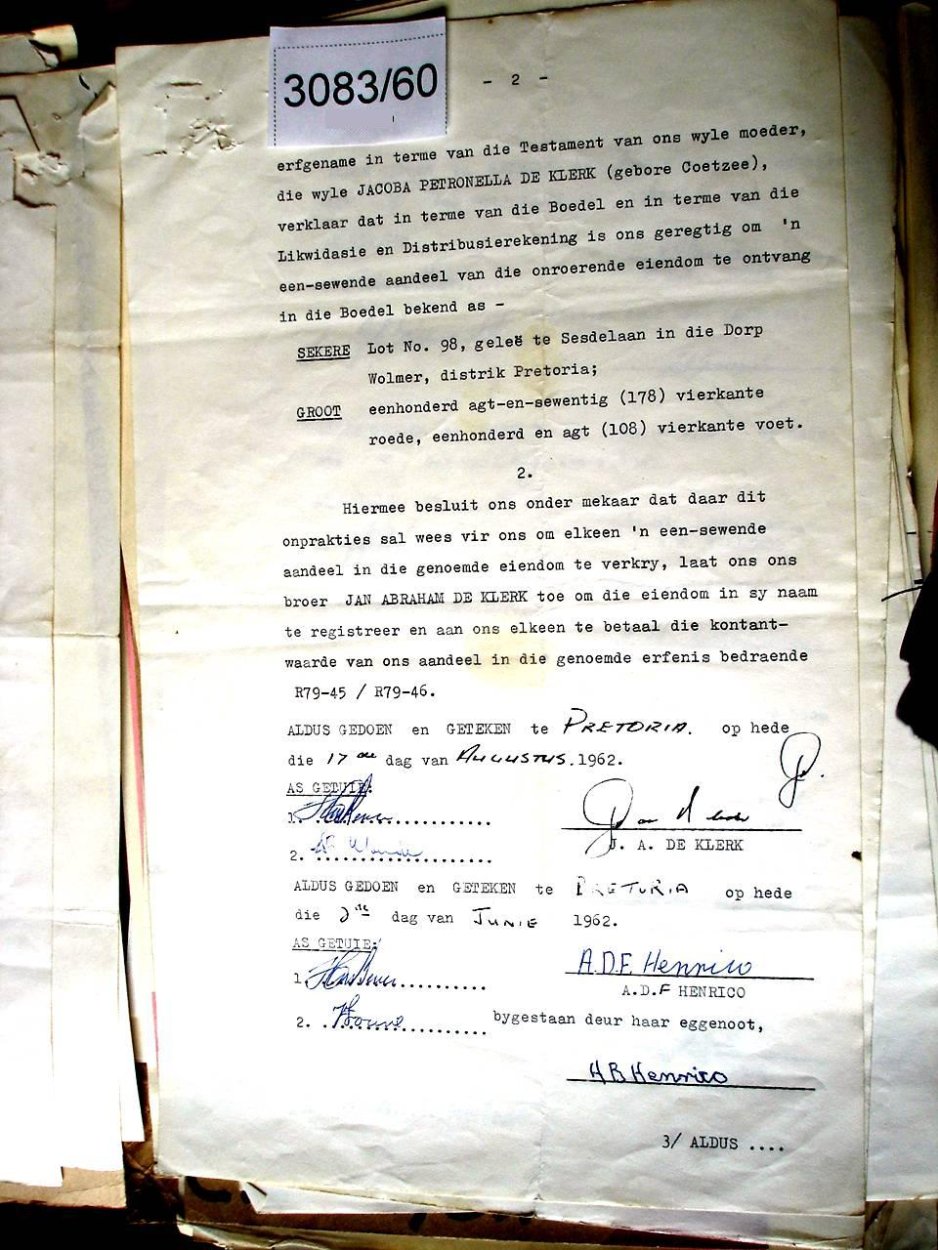 3083/60
- 2 -
erfgename in terme van die Testament van ons wyle moeder,
die wyle JACOBA PETRONELLA DE KLERK (gebore Coetzee),
verklaar dat in terme van die Boedel en in terme van die
Likwidasie en Distribusierekening is ons geregtig om 'n
een-sewende aandeel van die onroerende eiendom te ontvang
in die Boedel bekend as -
SEKERE Lot No. 98, geleë te Sesdelaan in die Dorp
Wolmer, distrik Pretoria;
GROOT eenhonderd agt-en-sewentig (178) vierkante
roede, eenhonderd en agt (108) vierkante voet.
2.
Hiermee besluit ons onder mekaar dat daar dit
onprakties sal wees vir ons om elkeen 'n een-sewende
aandeel in die genoemde eiendom te verkry, laat ons ons
broer JAN ABRAHAM DE KLERK toe om die eiendom in sy naam
te registreer en aan ons elkeen te betaal die kontant-
waarde van ons aandeel in die genoemde erfenis bedraende
R79-45 / R79-46.
ALDUS GEDOEN en GETEKEN te PRETORIA. op hede
die 17de dag van AUGUSTUS.1962.
AS GETUIE:
1. ..............
2. ..................
J. A. DE KLERK
ALDUS GEDOEN en GETEKEN te PRETORIA op hede
die 2de dag van JUNIE 1962.
AS GETUIE:
1. ..........
A.D.F. Henrico
A.D.F HENRICO
2. ............ bygestaan deur haar eggenoot,
H B Henrico
3/ ALDUS ....